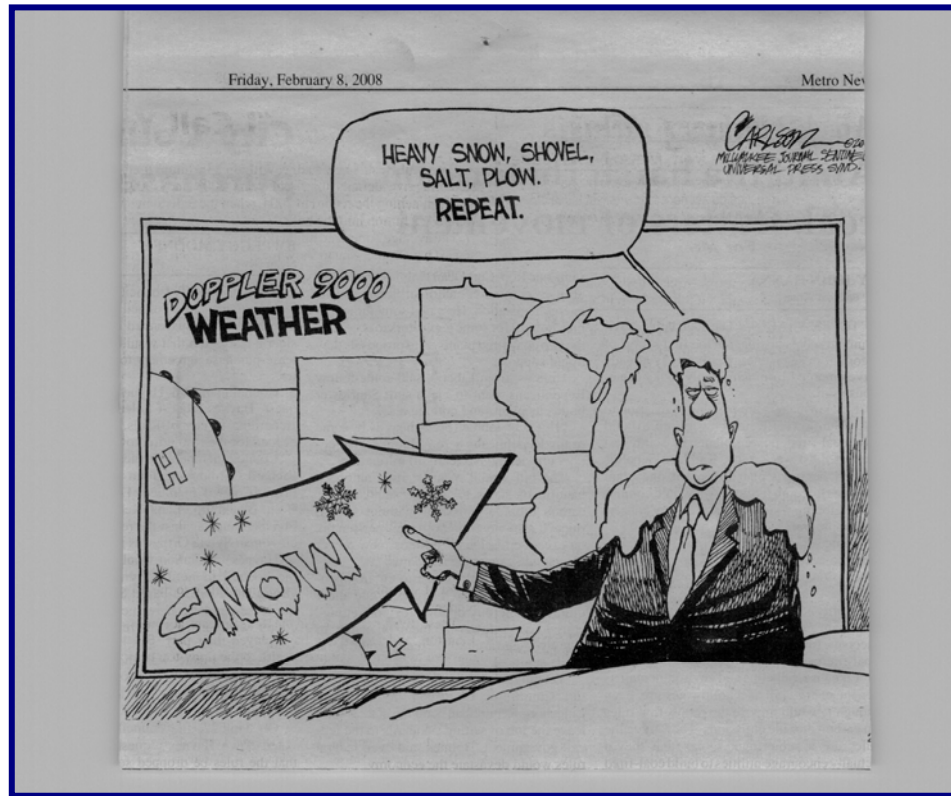 Friday, February 8, 2008
Metro New
HEAVY SNOW, SHOVEL,
SALT, PLOW.
REPEAT.
CARLSON
MILWAUKEE JOURNAL SENTINEL
UNIVERSAL PRESS SYND.
DOPPLER 9000
WEATHER
H
SNOW